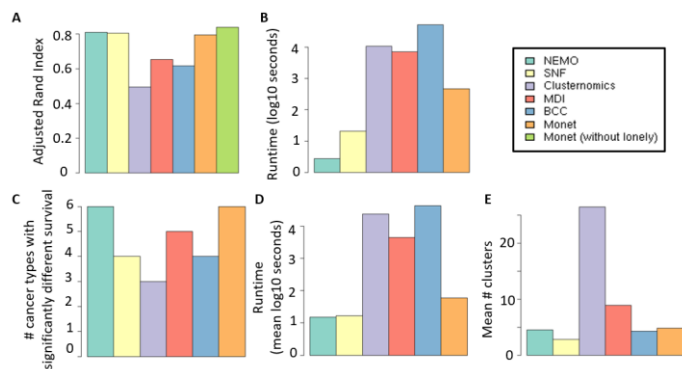 A
Adjusted Rand Index
0.8
0.6
0.4
0.2
0
B
Runtime (log10 seconds)
4
3
2
1
0
NEMO
SNF
Clusternomics
MDI
BCC
Monet
Monet (without lonely)
C
# cancer types with
significantly different survival
6
5
4
3
2
1
0
D
Runtime
(mean log10 seconds)
4
3
2
1
0
E
Mean # clusters
20
10
0